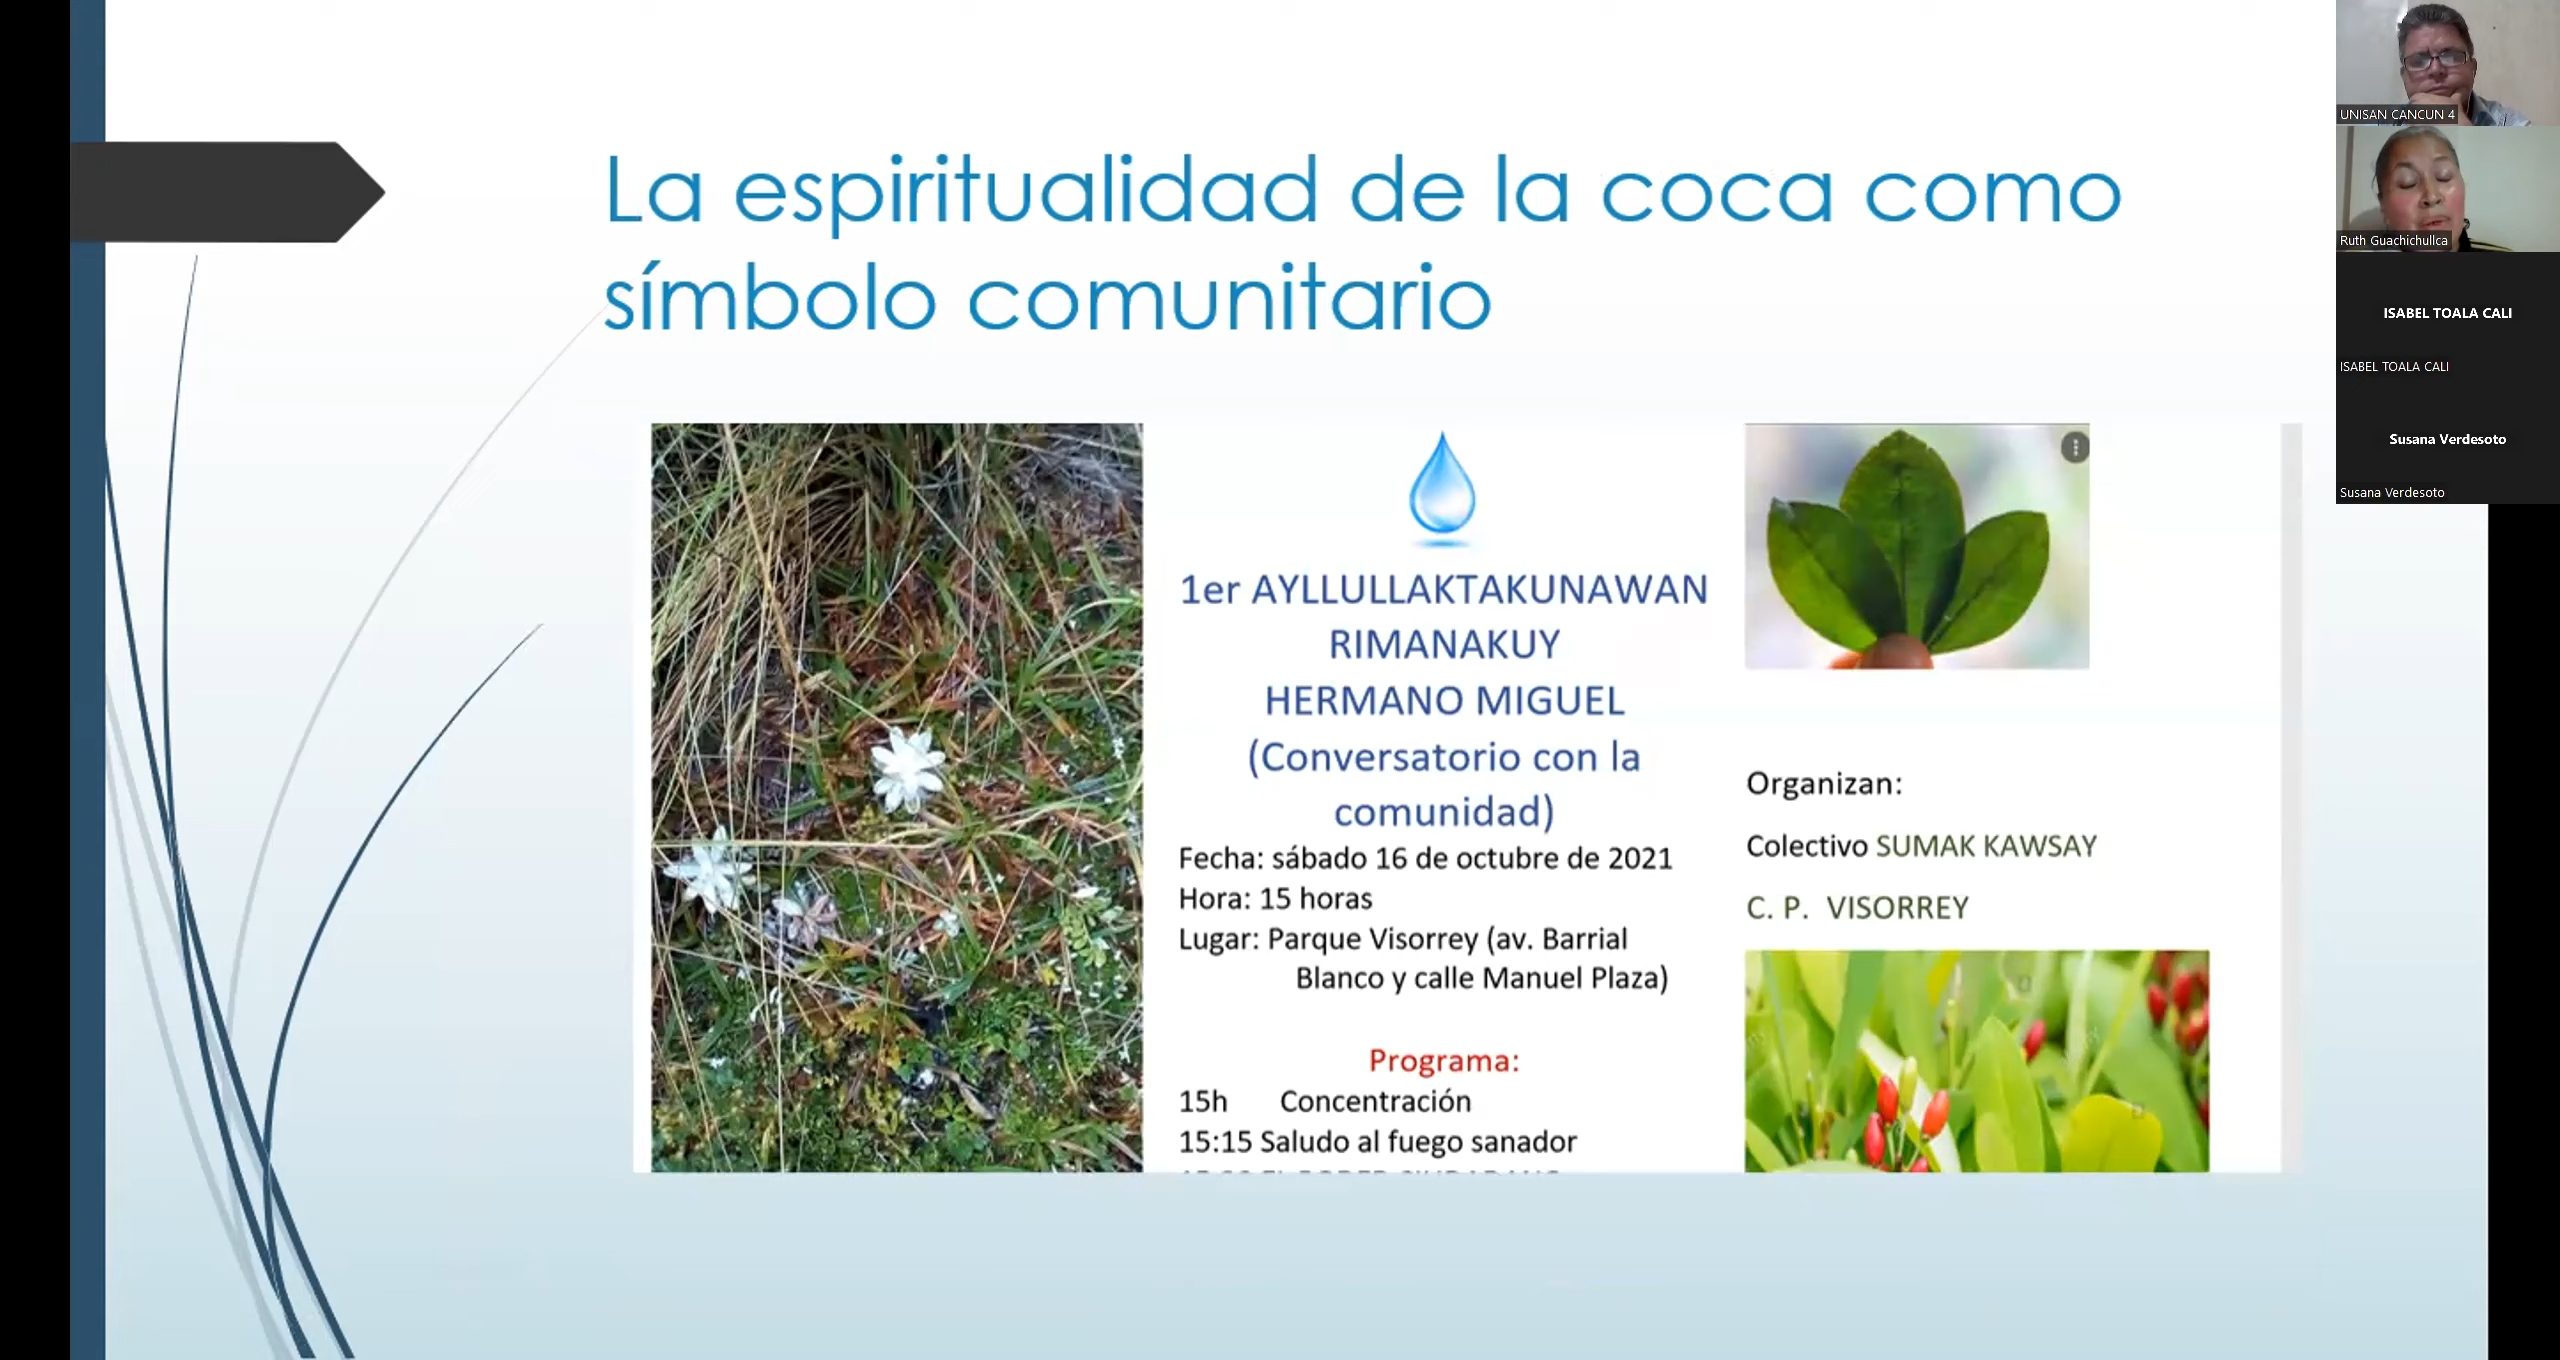 La espiritualidad de la coca como
símbolo comunitario
1er AYLLULLAKTAKUNAWAN
RIMANAKUY
HERMANO MIGUEL
(Conversatorio con la
comunidad)
Fecha: sábado 16 de octubre de 2021
Hora: 15 horas
Lugar: Parque Visorrey (av. Barrial
Blanco y calle Manuel Plaza)
Programa:
15h Concentración
15:15 Saludo al fuego sanador
Organizan:
Colectivo SUMAK KAWSAY
C. P. VISORREY
UNISAN CANCUN 4
Ruth Guachichullca
ISABEL TOALA CALI
ISABEL TOALA CALI
Susana Verdesoto
Susana Verdesoto